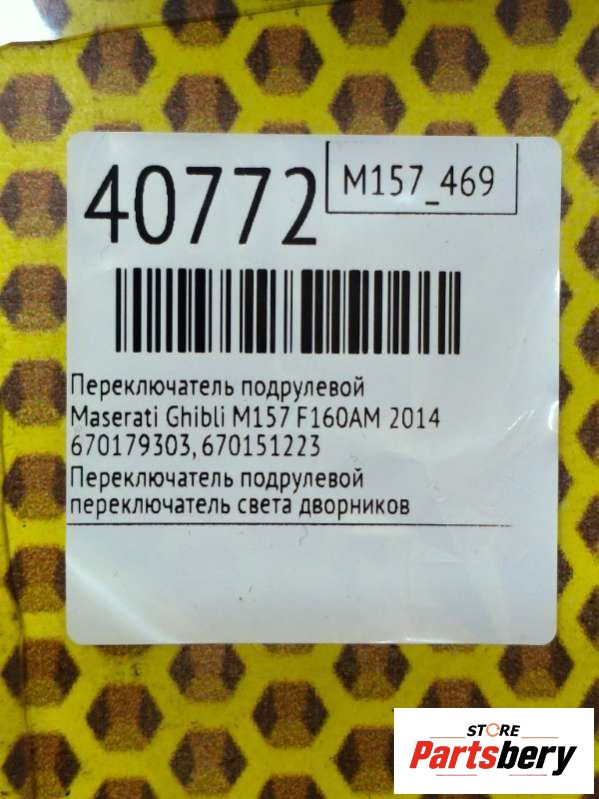 40772
M157_469
Переключатель подрулевой
Maserati Ghibli M157 F160AM 2014
670179303, 670151223
Переключатель подрулевой
переключатель света дворников
STORE
Partsbery